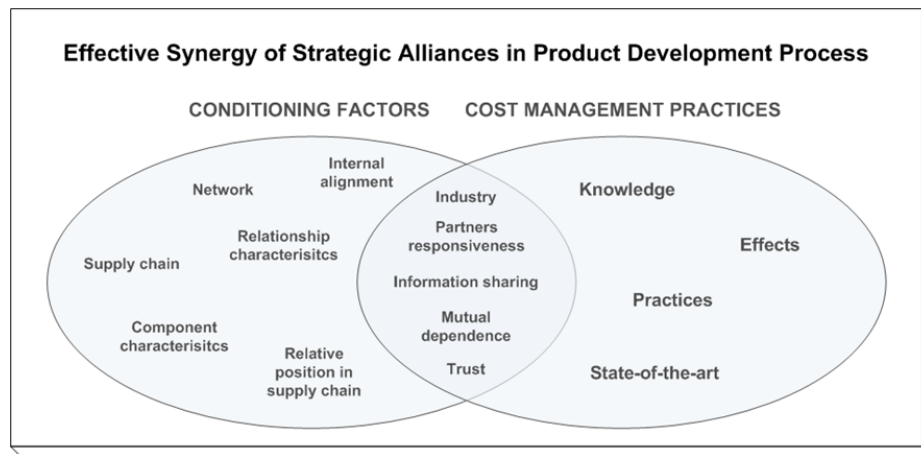 Effective Synergy of Strategic Alliances in Product Development Process
CONDITIONING FACTORS
COST MANAGEMENT PRACTICES
Internal
alignment
Network
Relationship
characterisitcs
Supply chain
Component
characterisitcs
Relative
position in
supply chain
Industry
Partners
responsiveness
Information sharing
Mutual
dependence
Trust
Knowledge
Effects
Practices
State-of-the-art